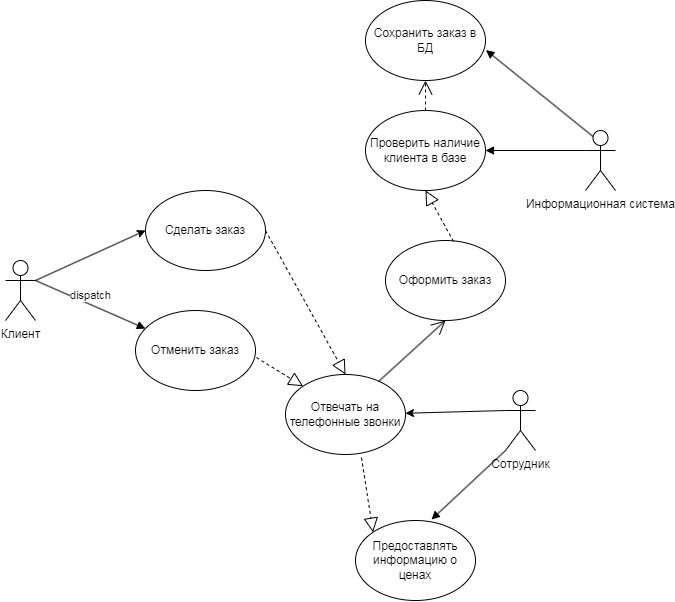 Сохранить заказ в
БД
Проверить наличие
клиента в базе
Информационная система
Сделать заказ
Оформить заказ
dispatch
Клиент
Отменить заказ
Отвечать на
телефонные звонки
Сотрудник
Предоставлять
информацию о
ценах